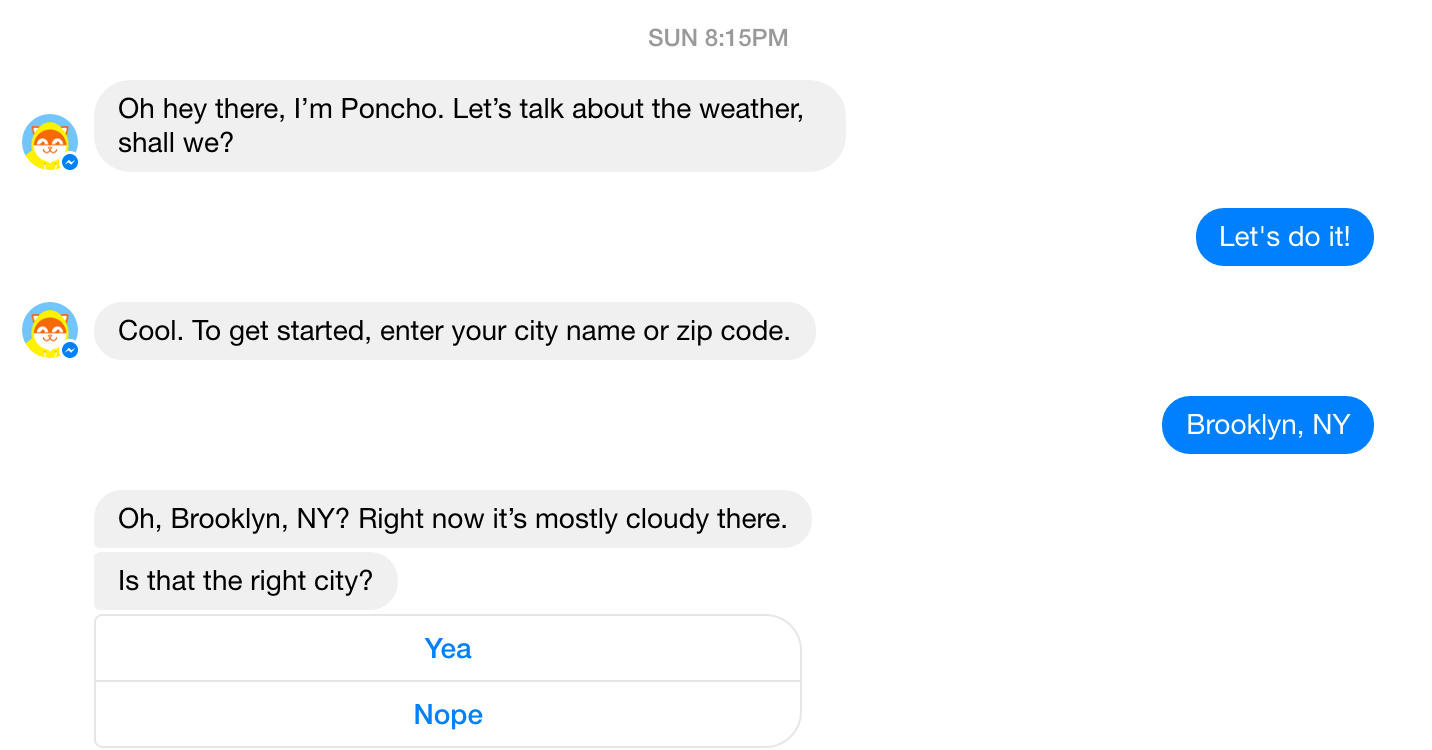 SUN 8:15PM
Oh hey there, I’m Poncho. Let’s talk about the weather,
shall we?
Let's do it!
Cool. To get started, enter your city name or zip code.
Brooklyn, NY
Oh, Brooklyn, NY? Right now it’s mostly cloudy there.
Is that the right city?
Yea
Nope